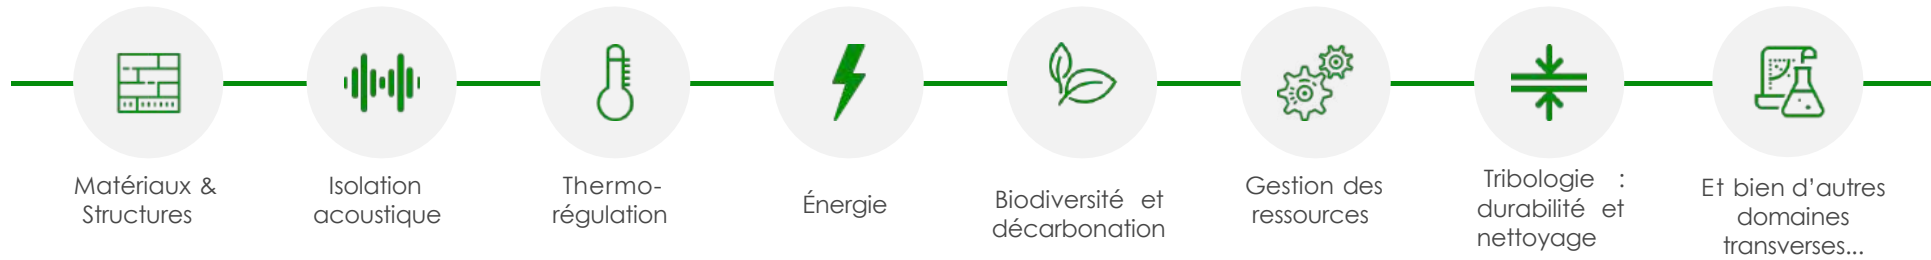 Matériaux &
Structures
Isolation
acoustique
Thermo-
régulation
Énergie
Biodiversité et
décarbonation
Gestion des
ressources
Tribologie :
durabilité et
nettoyage
Et bien d’autres
domaines
transverses...